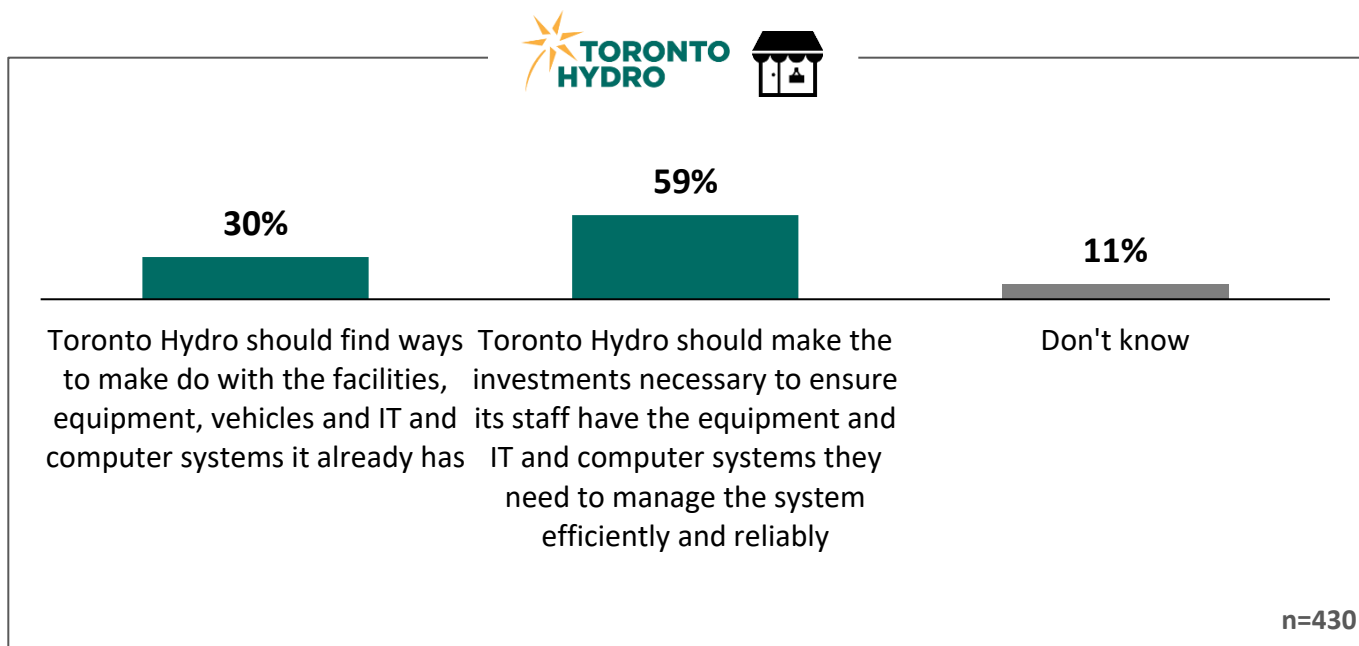 TORONTO
HYDRO
30%
59%
11%
Toronto Hydro should find ways
to make do with the facilities,
equipment, vehicles and IT and
computer systems it already has
Toronto Hydro should make the
investments necessary to ensure
its staff have the equipment and
IT and computer systems they
need to manage the system
efficiently and reliably
Don't know
n=430